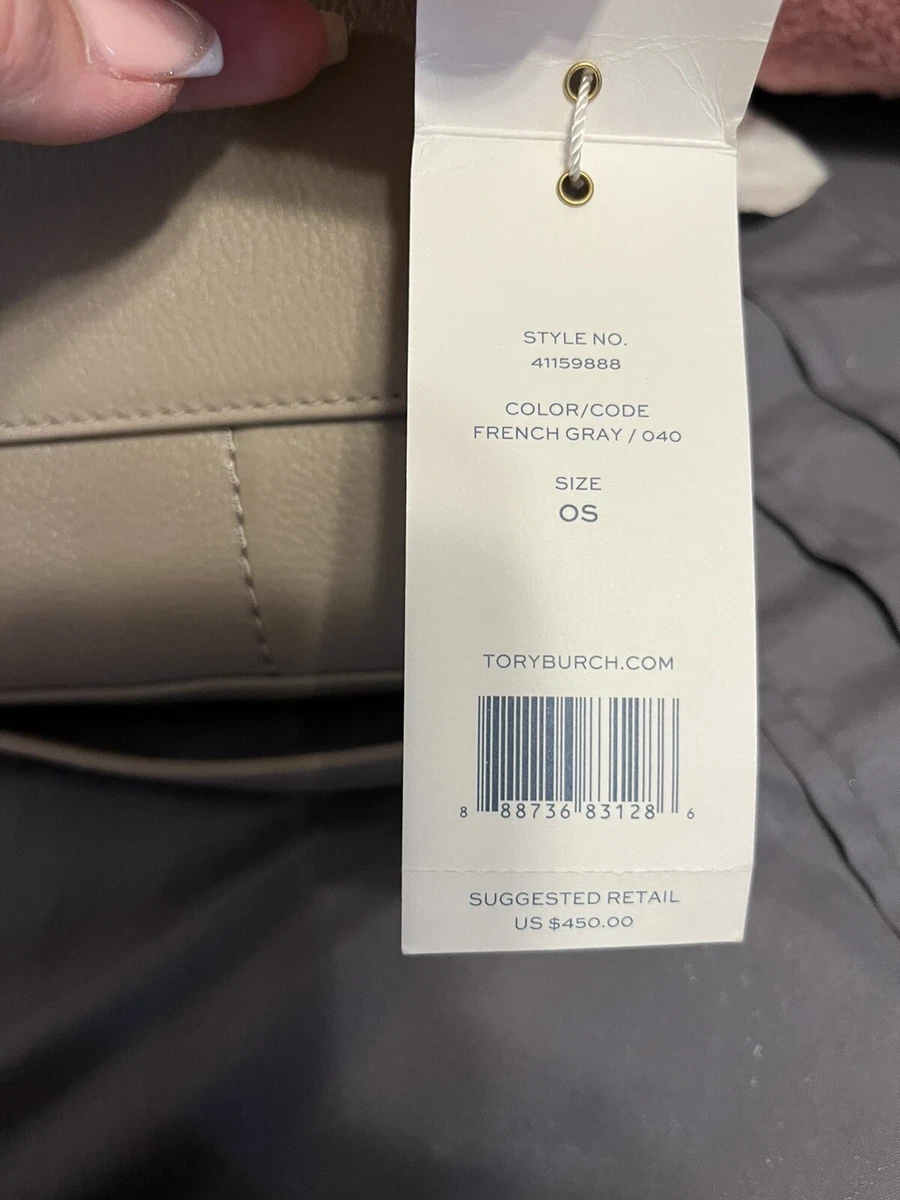 STYLE NO.
41159888
COLOR/CODE
FRENCH GRAY / 040
SIZE
OS
TORYBURCH.COM
8 88736 83128 6
SUGGESTED RETAIL
US $450.00